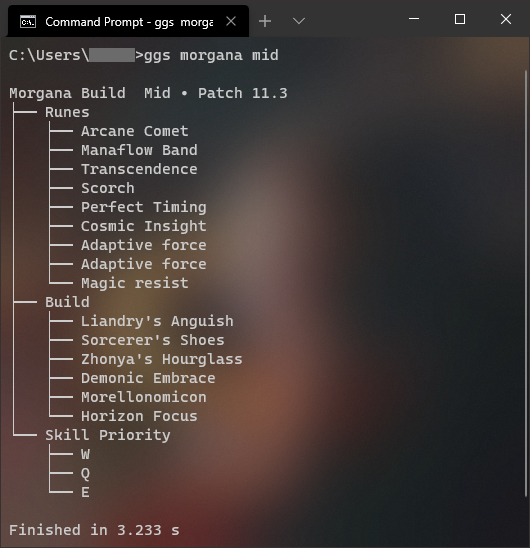 Command Prompt - ggs morga
C:\Users\ >ggs morgana mid
Morgana Build Mid • Patch 11.3
Runes
Arcane Comet
Manaflow Band
Transcendence
Scorch
Perfect Timing
Cosmic Insight
Adaptive force
Adaptive force
Magic resist
Build
Liandry's Anguish
Sorcerer's Shoes
Zhonya's Hourglass
Demonic Embrace
Morellonomicon
Horizon Focus
Skill Priority
W
Q
E
Finished in 3.233 s